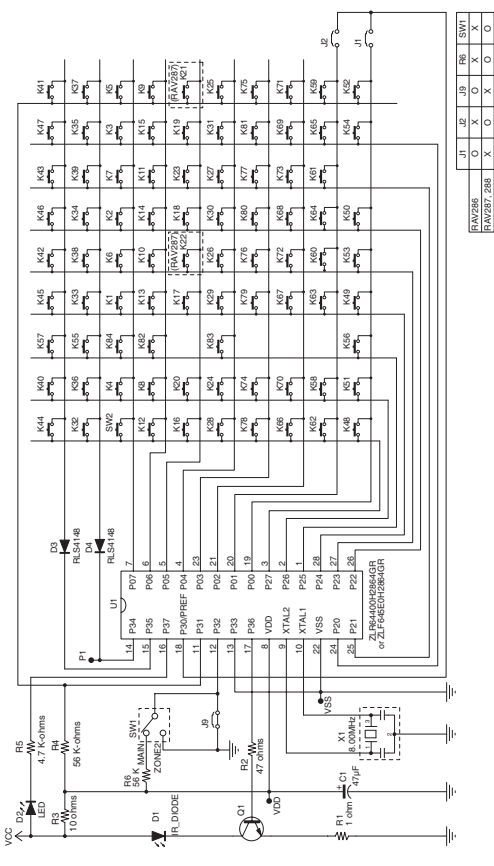 VCC
D2
LED
R5
4.7 K-ohms
R3
10 ohms
R4
56 K-ohms
D1
IR_DIODE
R6
56 K
MAIN
ZONE2
SW1
J9
Q1
R2
47 ohms
VDD
R1
1 ohm
C1
47µF
X1
8.00MHz
1
3
2
VSS
P1
D3
RLS4148
D4
RLS4148
U1
14 P34 P07 7
15 P35 P06 6
16 P37 P05 5
18 P30/PREF P04 4
11 P31 P03 23
12 P32 P02 21
13 P33 P01 20
17 P36 P00 19
8 VDD P27 3
9 XTAL2 P26 2
10 XTAL1 P25 1
22 VSS P24 28
24 P20 P23 27
25 P21 P22 26
ZLR64400H2864GR
or ZLF645E0H2864GR
K44 K40 K57 K45 K42 K46 K43 K47 K41
K32 K36 K55 K33 K38 K34 K39 K35 K37
SW2 K4 K84 K1 K6 K2 K7 K3 K5
K12 K8 K82 K13 K10 K14 K11 K15 K9
(RAV287) (RAV287)
K16 K20 K17 K22 K18 K23 K19 K21
K28 K24 K83 K29 K26 K30 K27 K31 K25
K78 K74 K79 K76 K80 K77 K81 K75
K66 K70 K67 K72 K68 K73 K69 K71
K62 K58 K63 K60 K64 K61 K65 K59
K48 K51 K56 K49 K53 K50 K54 K52
J2
J1
J1 J2 J9 R6 SW1
RAV286 O X O X X
RAV287, 288 X O X O O